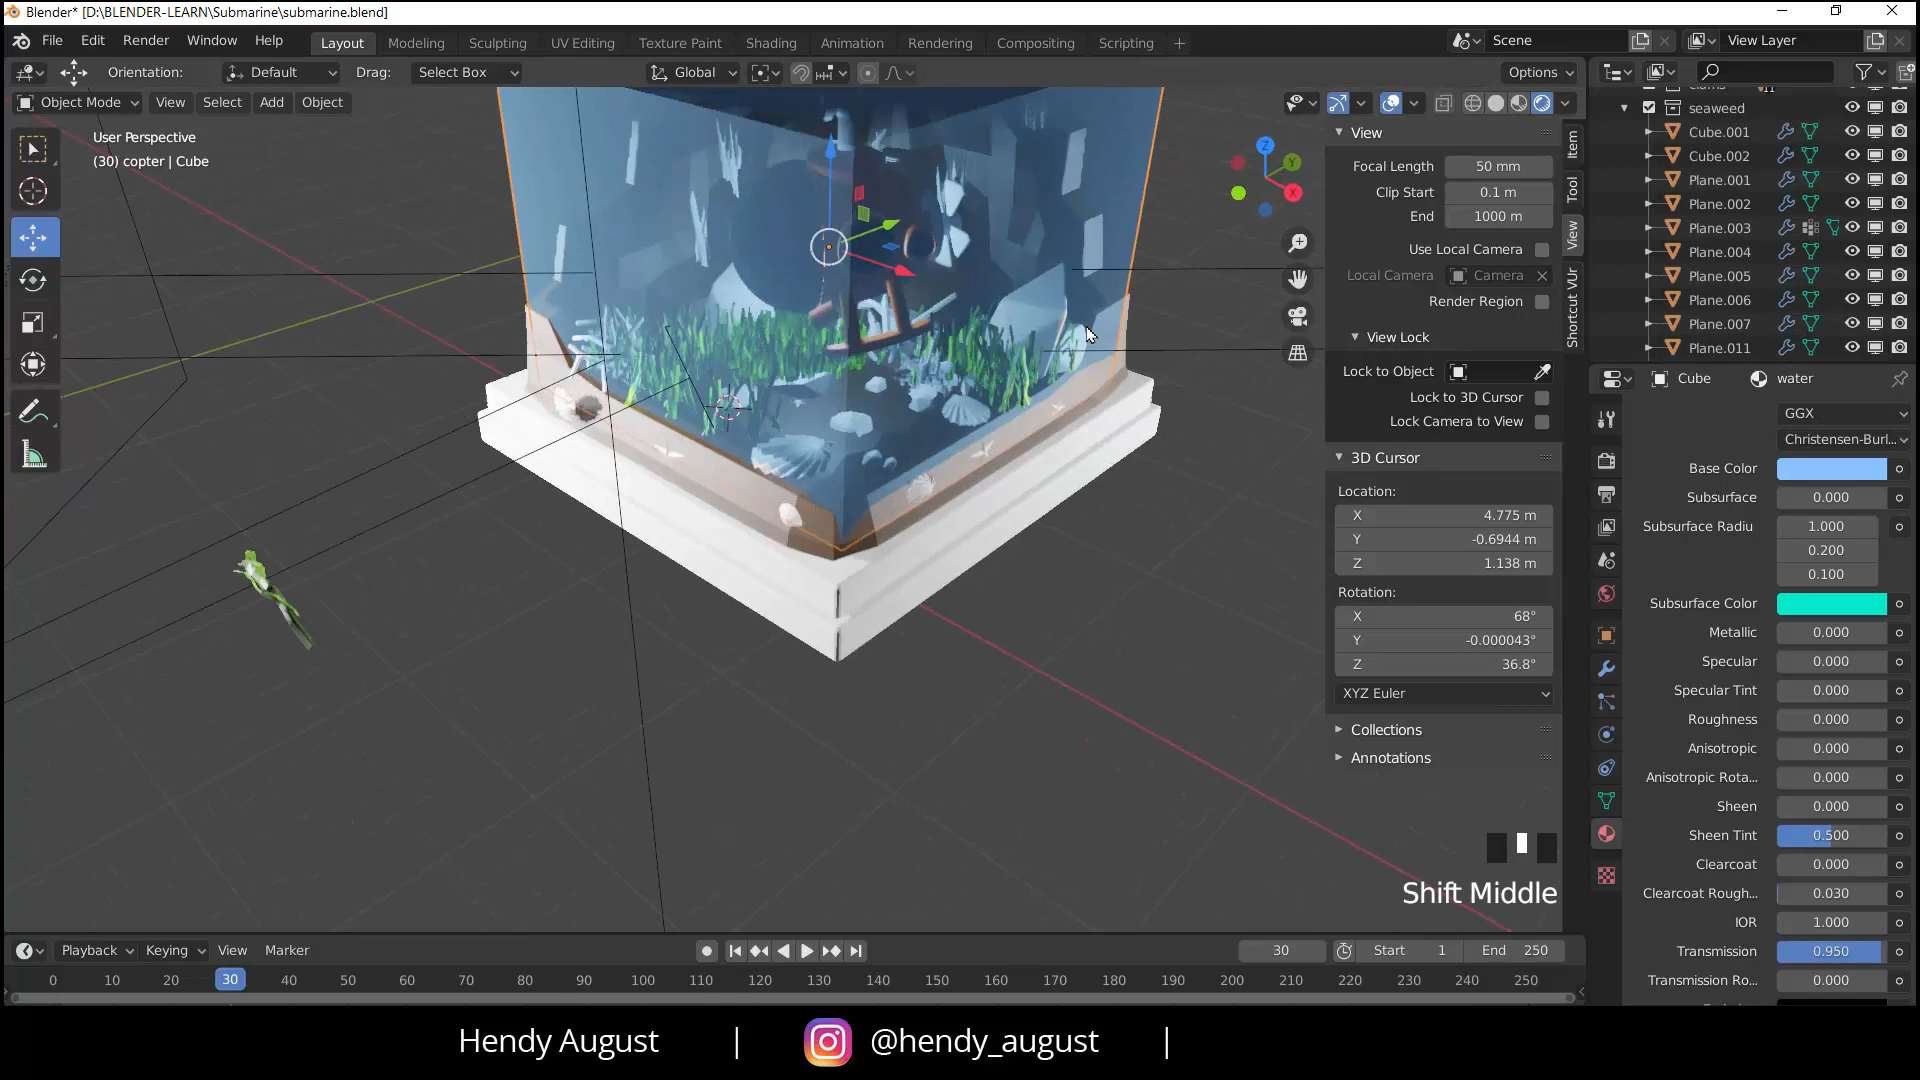 Blender* [D:\BLENDER-LEARN\Submarine\submarine.blend]
File Edit Render Window Help
Layout Modeling Sculpting UV Editing Texture Paint Shading Animation Rendering Compositing Scripting
Scene
View Layer
Orientation: Default Drag: Select Box Global Options
Object Mode View Select Add Object
User Perspective
(30) copter | Cube
Z
Y
X
View
Focal Length 50 mm
Clip Start 0.1 m
End 1000 m
Use Local Camera
Local Camera Camera
Render Region
View Lock
Lock to Object
Lock to 3D Cursor
Lock Camera to View
3D Cursor
Location:
X 4.775 m
Y -0.6944 m
Z 1.138 m
Rotation:
X 68°
Y -0.000043°
Z 36.8°
XYZ Euler
Collections
Annotations
Item
Tool
View
Shortcut VUr
seaweed
Cube.001
Cube.002
Plane.001
Plane.002
Plane.003
Plane.004
Plane.005
Plane.006
Plane.007
Plane.011
Cube water
GGX
Christensen-Burl...
Base Color
Subsurface 0.000
Subsurface Radiu 1.000
0.200
0.100
Subsurface Color
Metallic 0.000
Specular 0.000
Specular Tint 0.000
Roughness 0.000
Anisotropic 0.000
Anisotropic Rota... 0.000
Sheen 0.000
Sheen Tint 0.500
Clearcoat 0.000
Clearcoat Rough... 0.030
IOR 1.000
Transmission 0.950
Transmission Ro... 0.000
Shift Middle
Playback Keying View Marker
30 Start 1 End 250
0 10 20 30 40 50 60 70 80 90 100 110 120 130 140 150 160 170 180 190 200 210 220 230 240 250
Hendy August | @hendy_august |